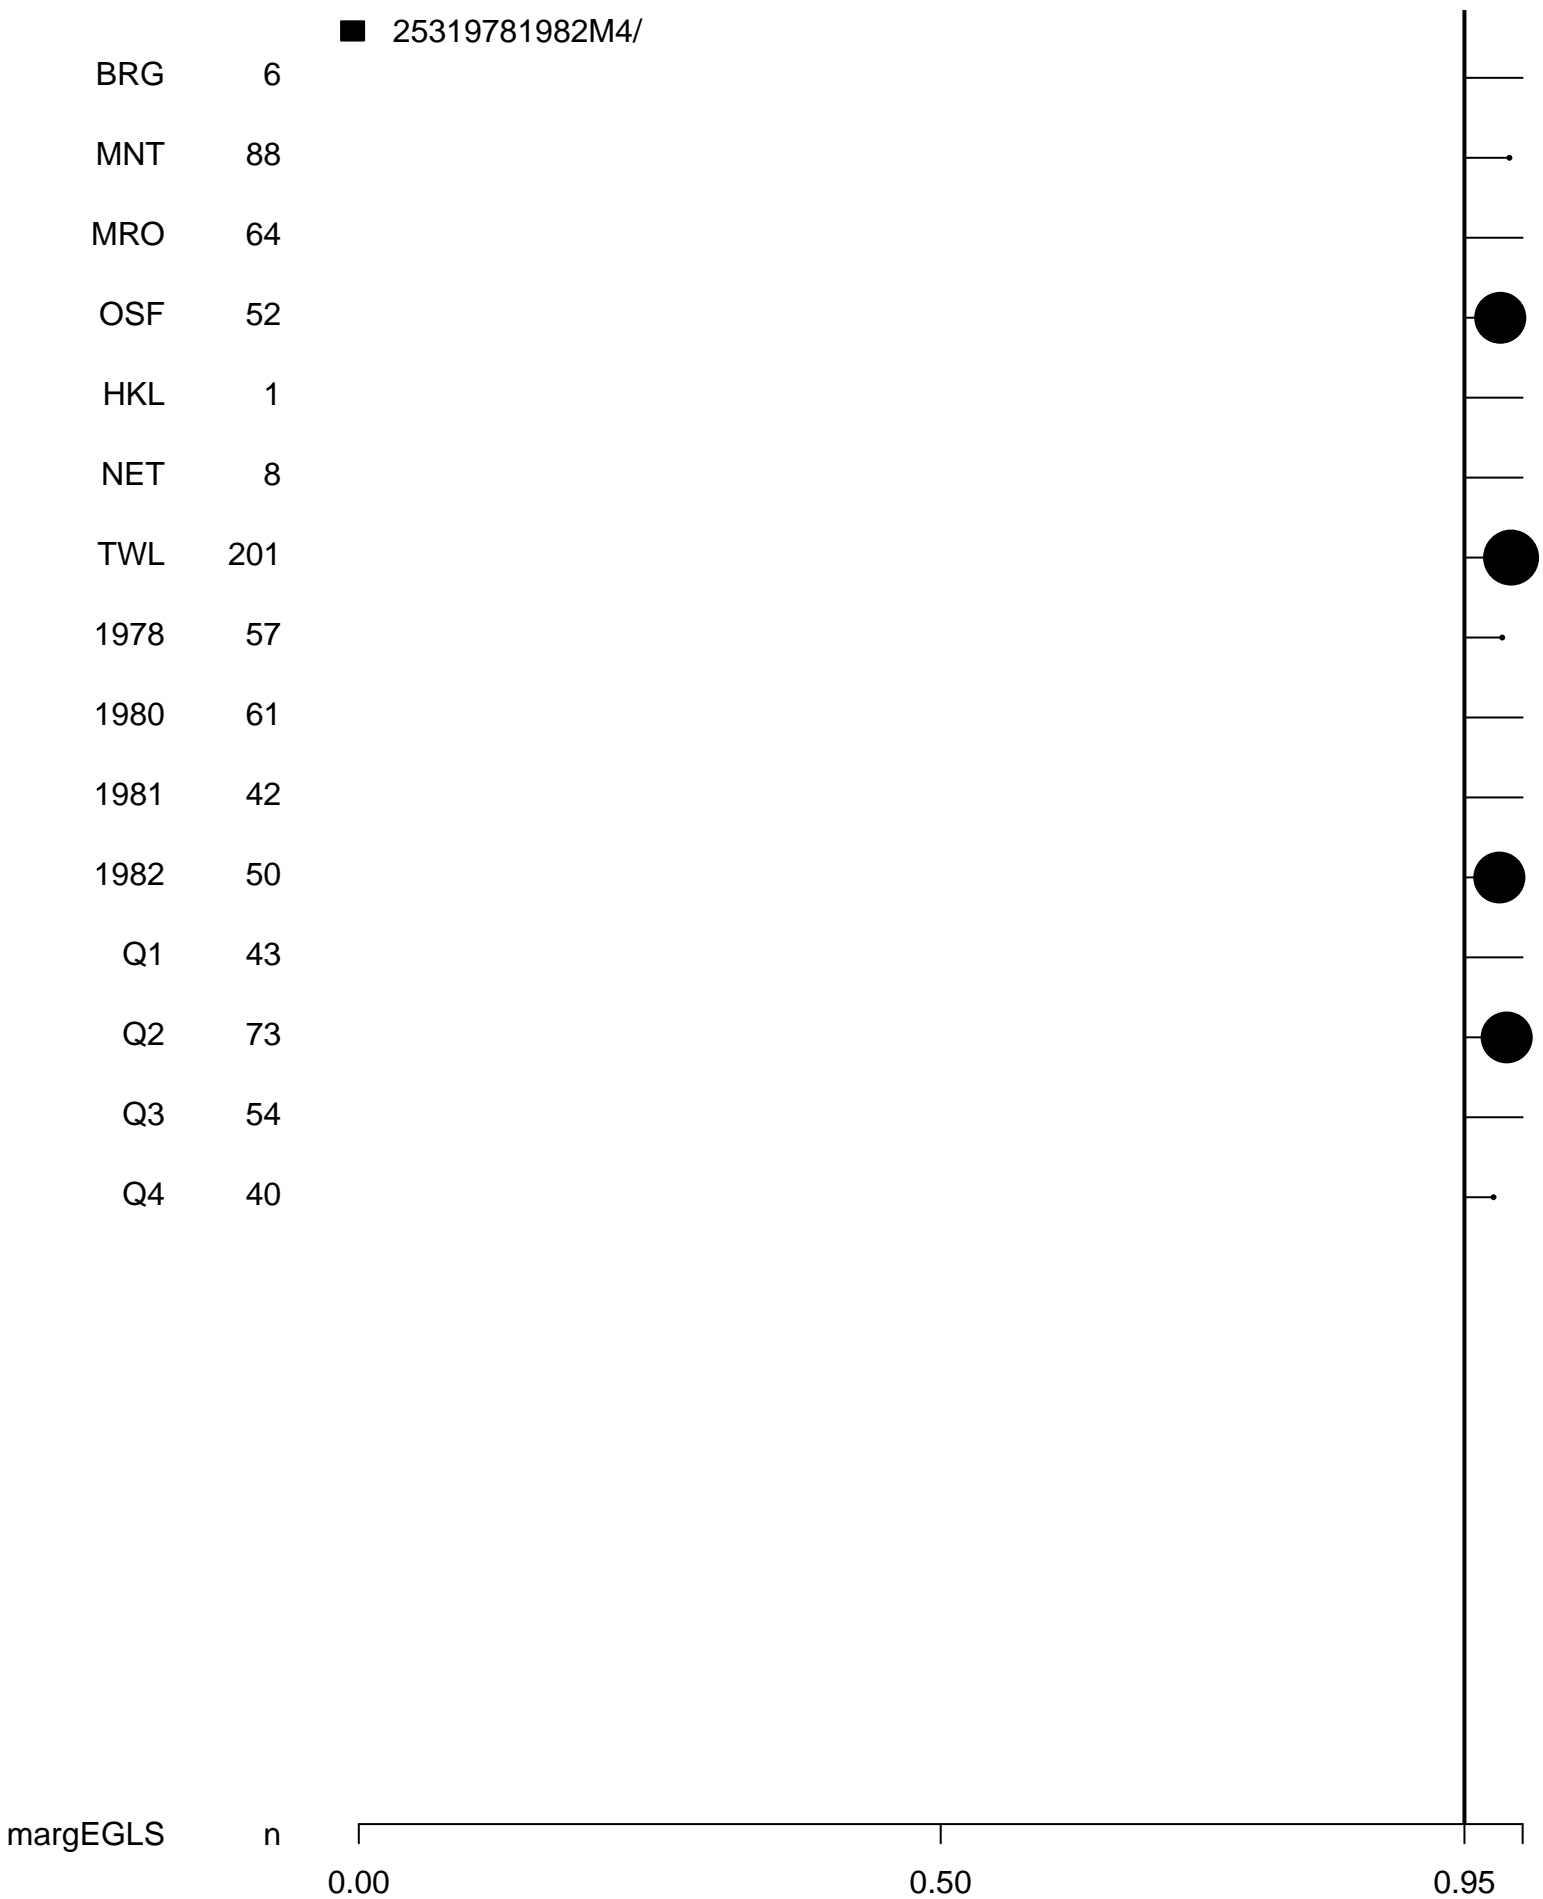 25319781982M4/
BRG 6
MNT 88
MRO 64
OSF 52
HKL 1
NET 8
TWL 201
1978 57
1980 61
1981 42
1982 50
Q1 43
Q2 73
Q3 54
Q4 40
margEGLS n
0.00 0.50 0.95